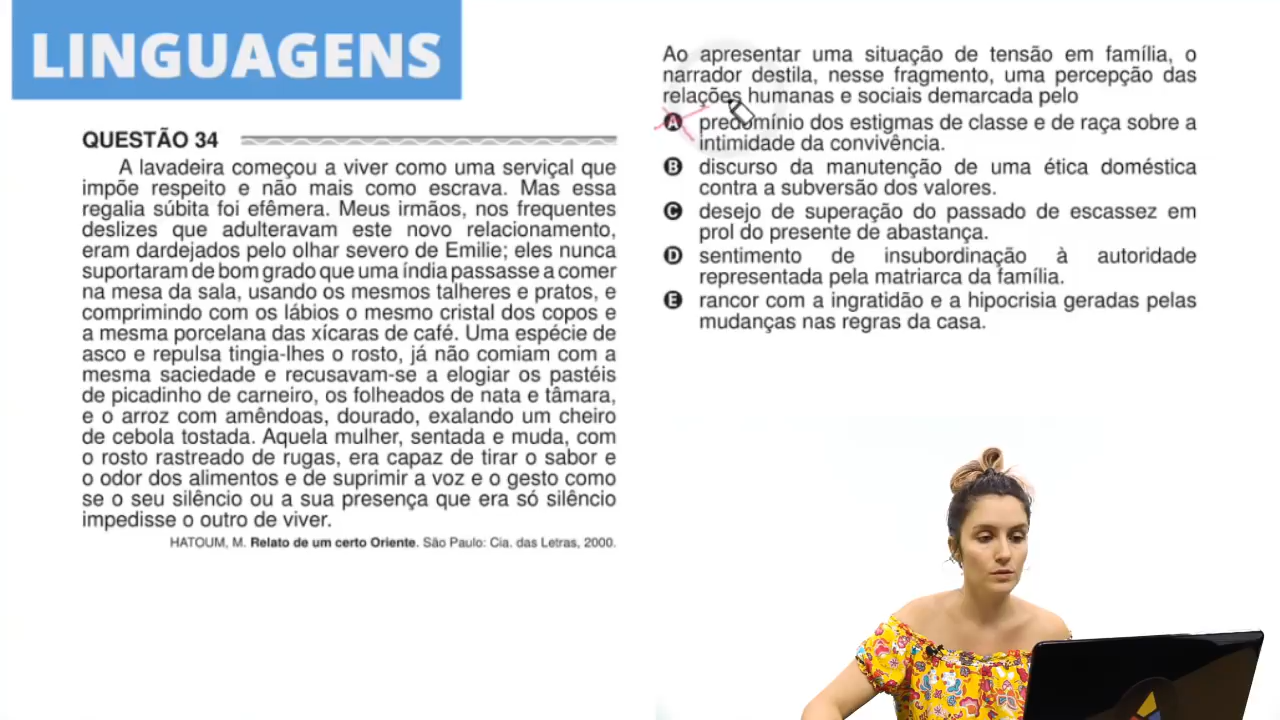 LINGUAGENS
QUESTÃO 34
A lavadeira começou a viver como uma serviçal que
impõe respeito e não mais como escrava. Mas essa
regalia súbita foi efêmera. Meus irmãos, nos frequentes
deslizes que adulteravam este novo relacionamento,
eram dardejados pelo olhar severo de Emilie; eles nunca
suportaram de bom grado que uma índia passasse a comer
na mesa da sala, usando os mesmos talheres e pratos, e
comprimindo com os lábios o mesmo cristal dos copos e
a mesma porcelana das xícaras de café. Uma espécie de
asco e repulsa tingia-lhes o rosto, já não comiam com a
mesma saciedade e recusavam-se a elogiar os pastéis
de picadinho de carneiro, os folheados de nata e tâmara,
e o arroz com amêndoas, dourado, exalando um cheiro
de cebola tostada. Aquela mulher, sentada e muda, com
o rosto rastreado de rugas, era capaz de tirar o sabor e
o odor dos alimentos e de suprimir a voz e o gesto como
se o seu silêncio ou a sua presença que era só silêncio
impedisse o outro de viver.
HATOUM, M. Relato de um certo Oriente. São Paulo: Cia. das Letras, 2000.
Ao apresentar uma situação de tensão em família, o
narrador destila, nesse fragmento, uma percepção das
relações humanas e sociais demarcada pelo
A predomínio dos estigmas de classe e de raça sobre a
intimidade da convivência.
B discurso da manutenção de uma ética doméstica
contra a subversão dos valores.
C desejo de superação do passado de escassez em
prol do presente de abastança.
D sentimento de insubordinação à autoridade
representada pela matriarca da família.
E rancor com a ingratidão e a hipocrisia geradas pelas
mudanças nas regras da casa.